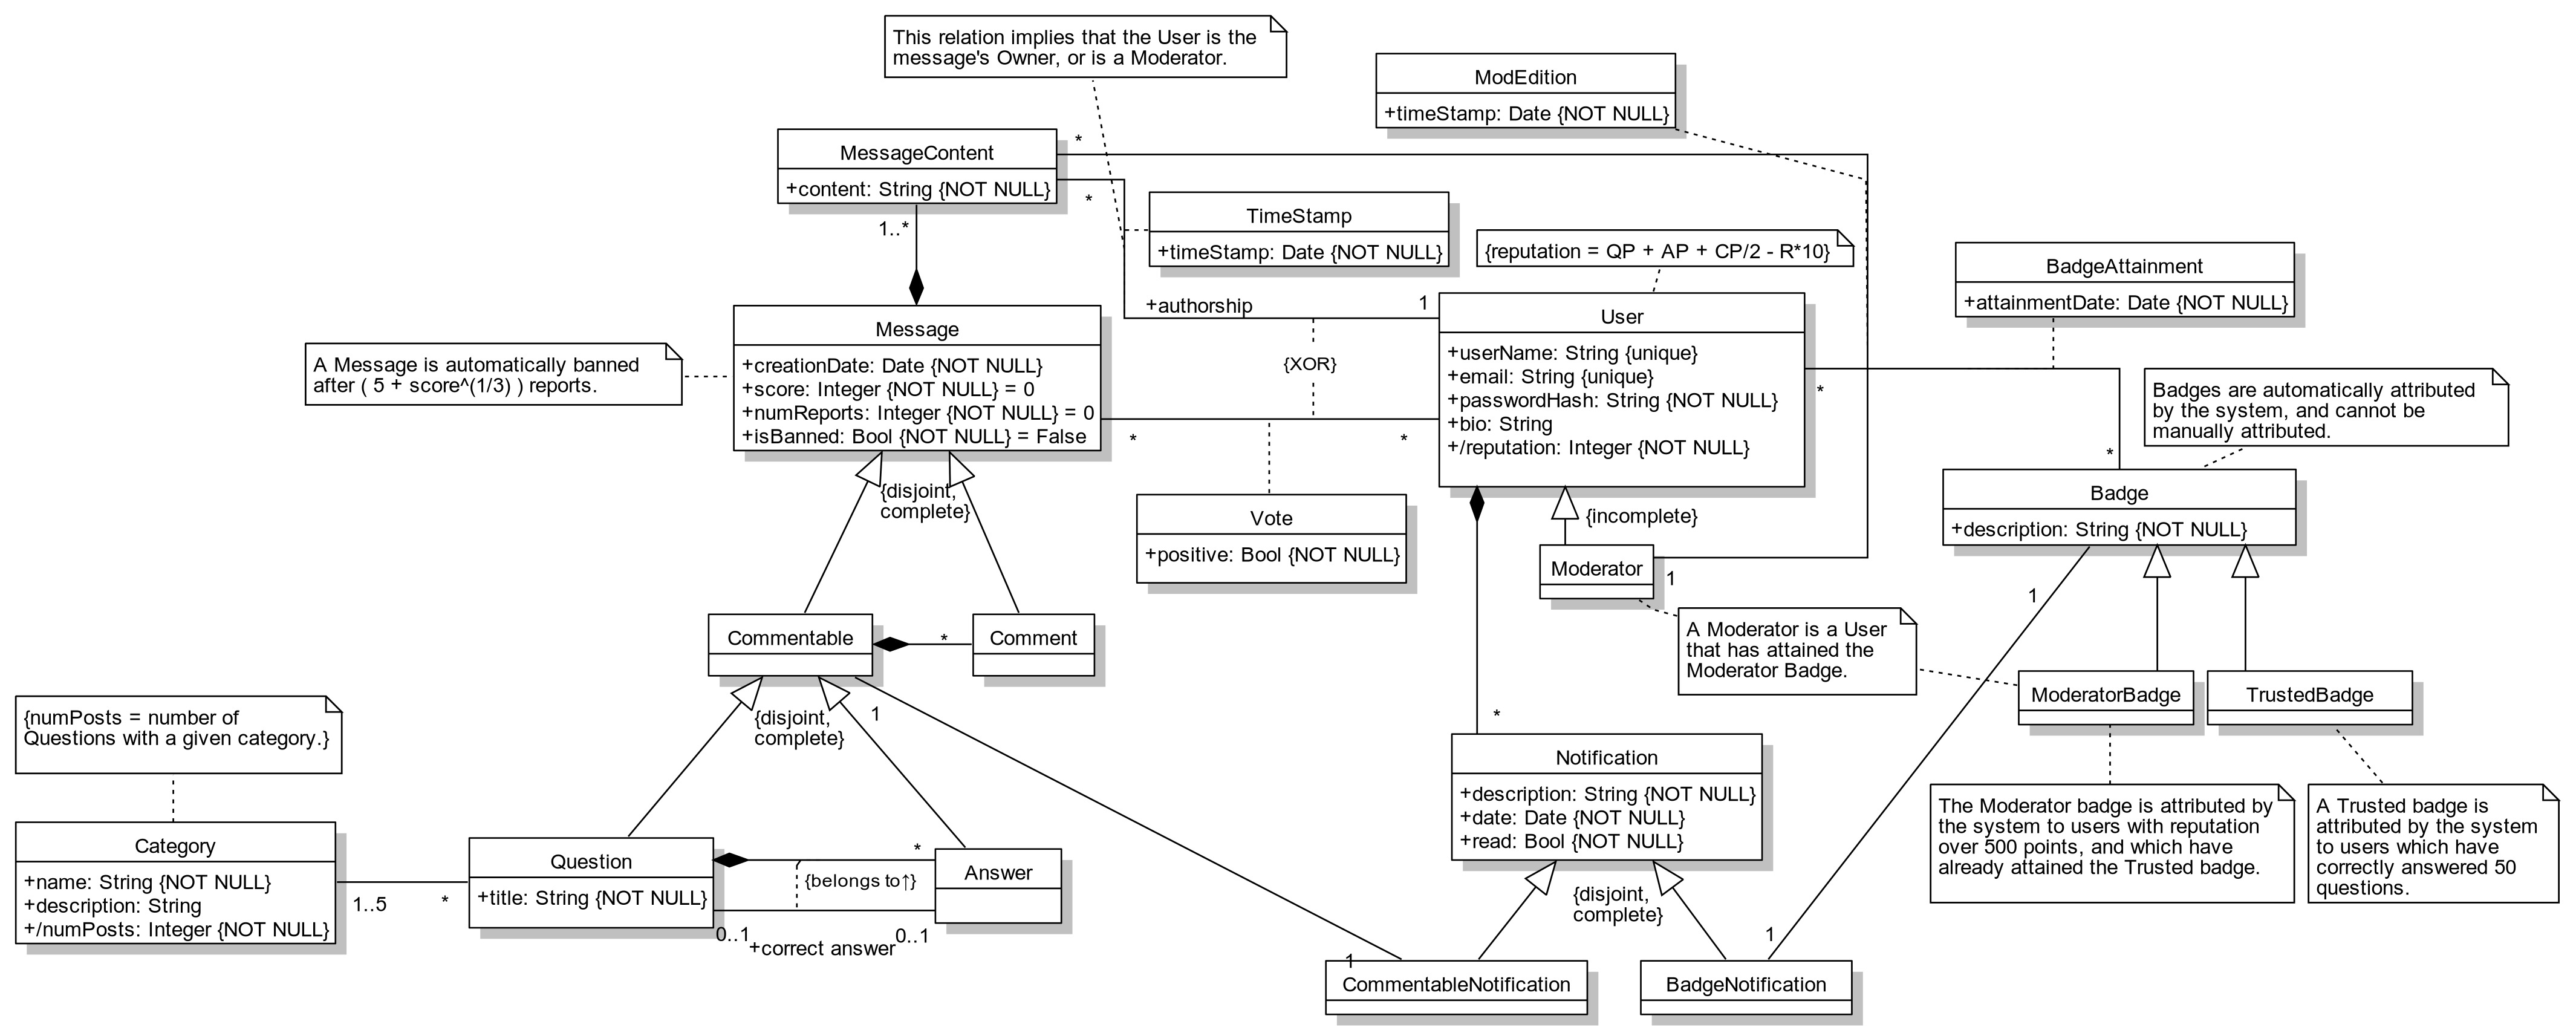 This relation implies that the User is the
message's Owner, or is a Moderator.
ModEdition
+timeStamp: Date {NOT NULL}
MessageContent
+content: String {NOT NULL}
*
*
1..*
TimeStamp
+timeStamp: Date {NOT NULL}
{reputation = QP + AP + CP/2 - R*10}
BadgeAttainment
+attainmentDate: Date {NOT NULL}
+authorship
1
{XOR}
A Message is automatically banned
after ( 5 + score^(1/3) ) reports.
Message
+creationDate: Date {NOT NULL}
+score: Integer {NOT NULL} = 0
+numReports: Integer {NOT NULL} = 0
+isBanned: Bool {NOT NULL} = False
*
*
User
+userName: String {unique}
+email: String {unique}
+passwordHash: String {NOT NULL}
+bio: String
+/reputation: Integer {NOT NULL}
*
*
Badges are automatically attributed
by the system, and cannot be
manually attributed.
Badge
+description: String {NOT NULL}
{disjoint,
complete}
Vote
+positive: Bool {NOT NULL}
{incomplete}
Moderator
1
1
A Moderator is a User
that has attained the
Moderator Badge.
Commentable
*
Comment
ModeratorBadge
TrustedBadge
{numPosts = number of
Questions with a given category.}
{disjoint,
complete}
1
*
Notification
+description: String {NOT NULL}
+date: Date {NOT NULL}
+read: Bool {NOT NULL}
The Moderator badge is attributed by
the system to users with reputation
over 500 points, and which have
already attained the Trusted badge.
A Trusted badge is
attributed by the system
to users which have
correctly answered 50
questions.
Category
+name: String {NOT NULL}
+description: String
+/numPosts: Integer {NOT NULL}
1..5
*
Question
+title: String {NOT NULL}
*
{belongs to↑}
Answer
0..1
+correct answer
0..1
{disjoint,
complete}
1
1
CommentableNotification
BadgeNotification